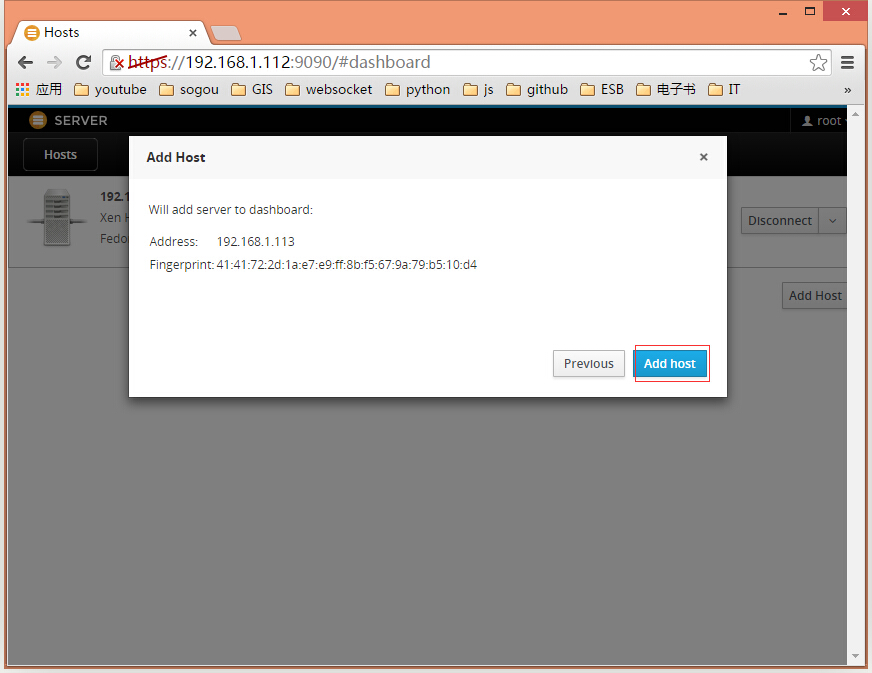 Hosts
https://192.168.1.112:9090/#dashboard
应用 youtube sogou GIS websocket python js github ESB 电子书 IT »
SERVER root
Hosts
Add Host
192.1
Xen H
Fedo
Will add server to dashboard:
Disconnect
Address: 192.168.1.113
Fingerprint: 41:41:72:2d:1a:e7:e9:ff:8b:f5:67:9a:79:b5:10:d4
Add Host
Previous Add host